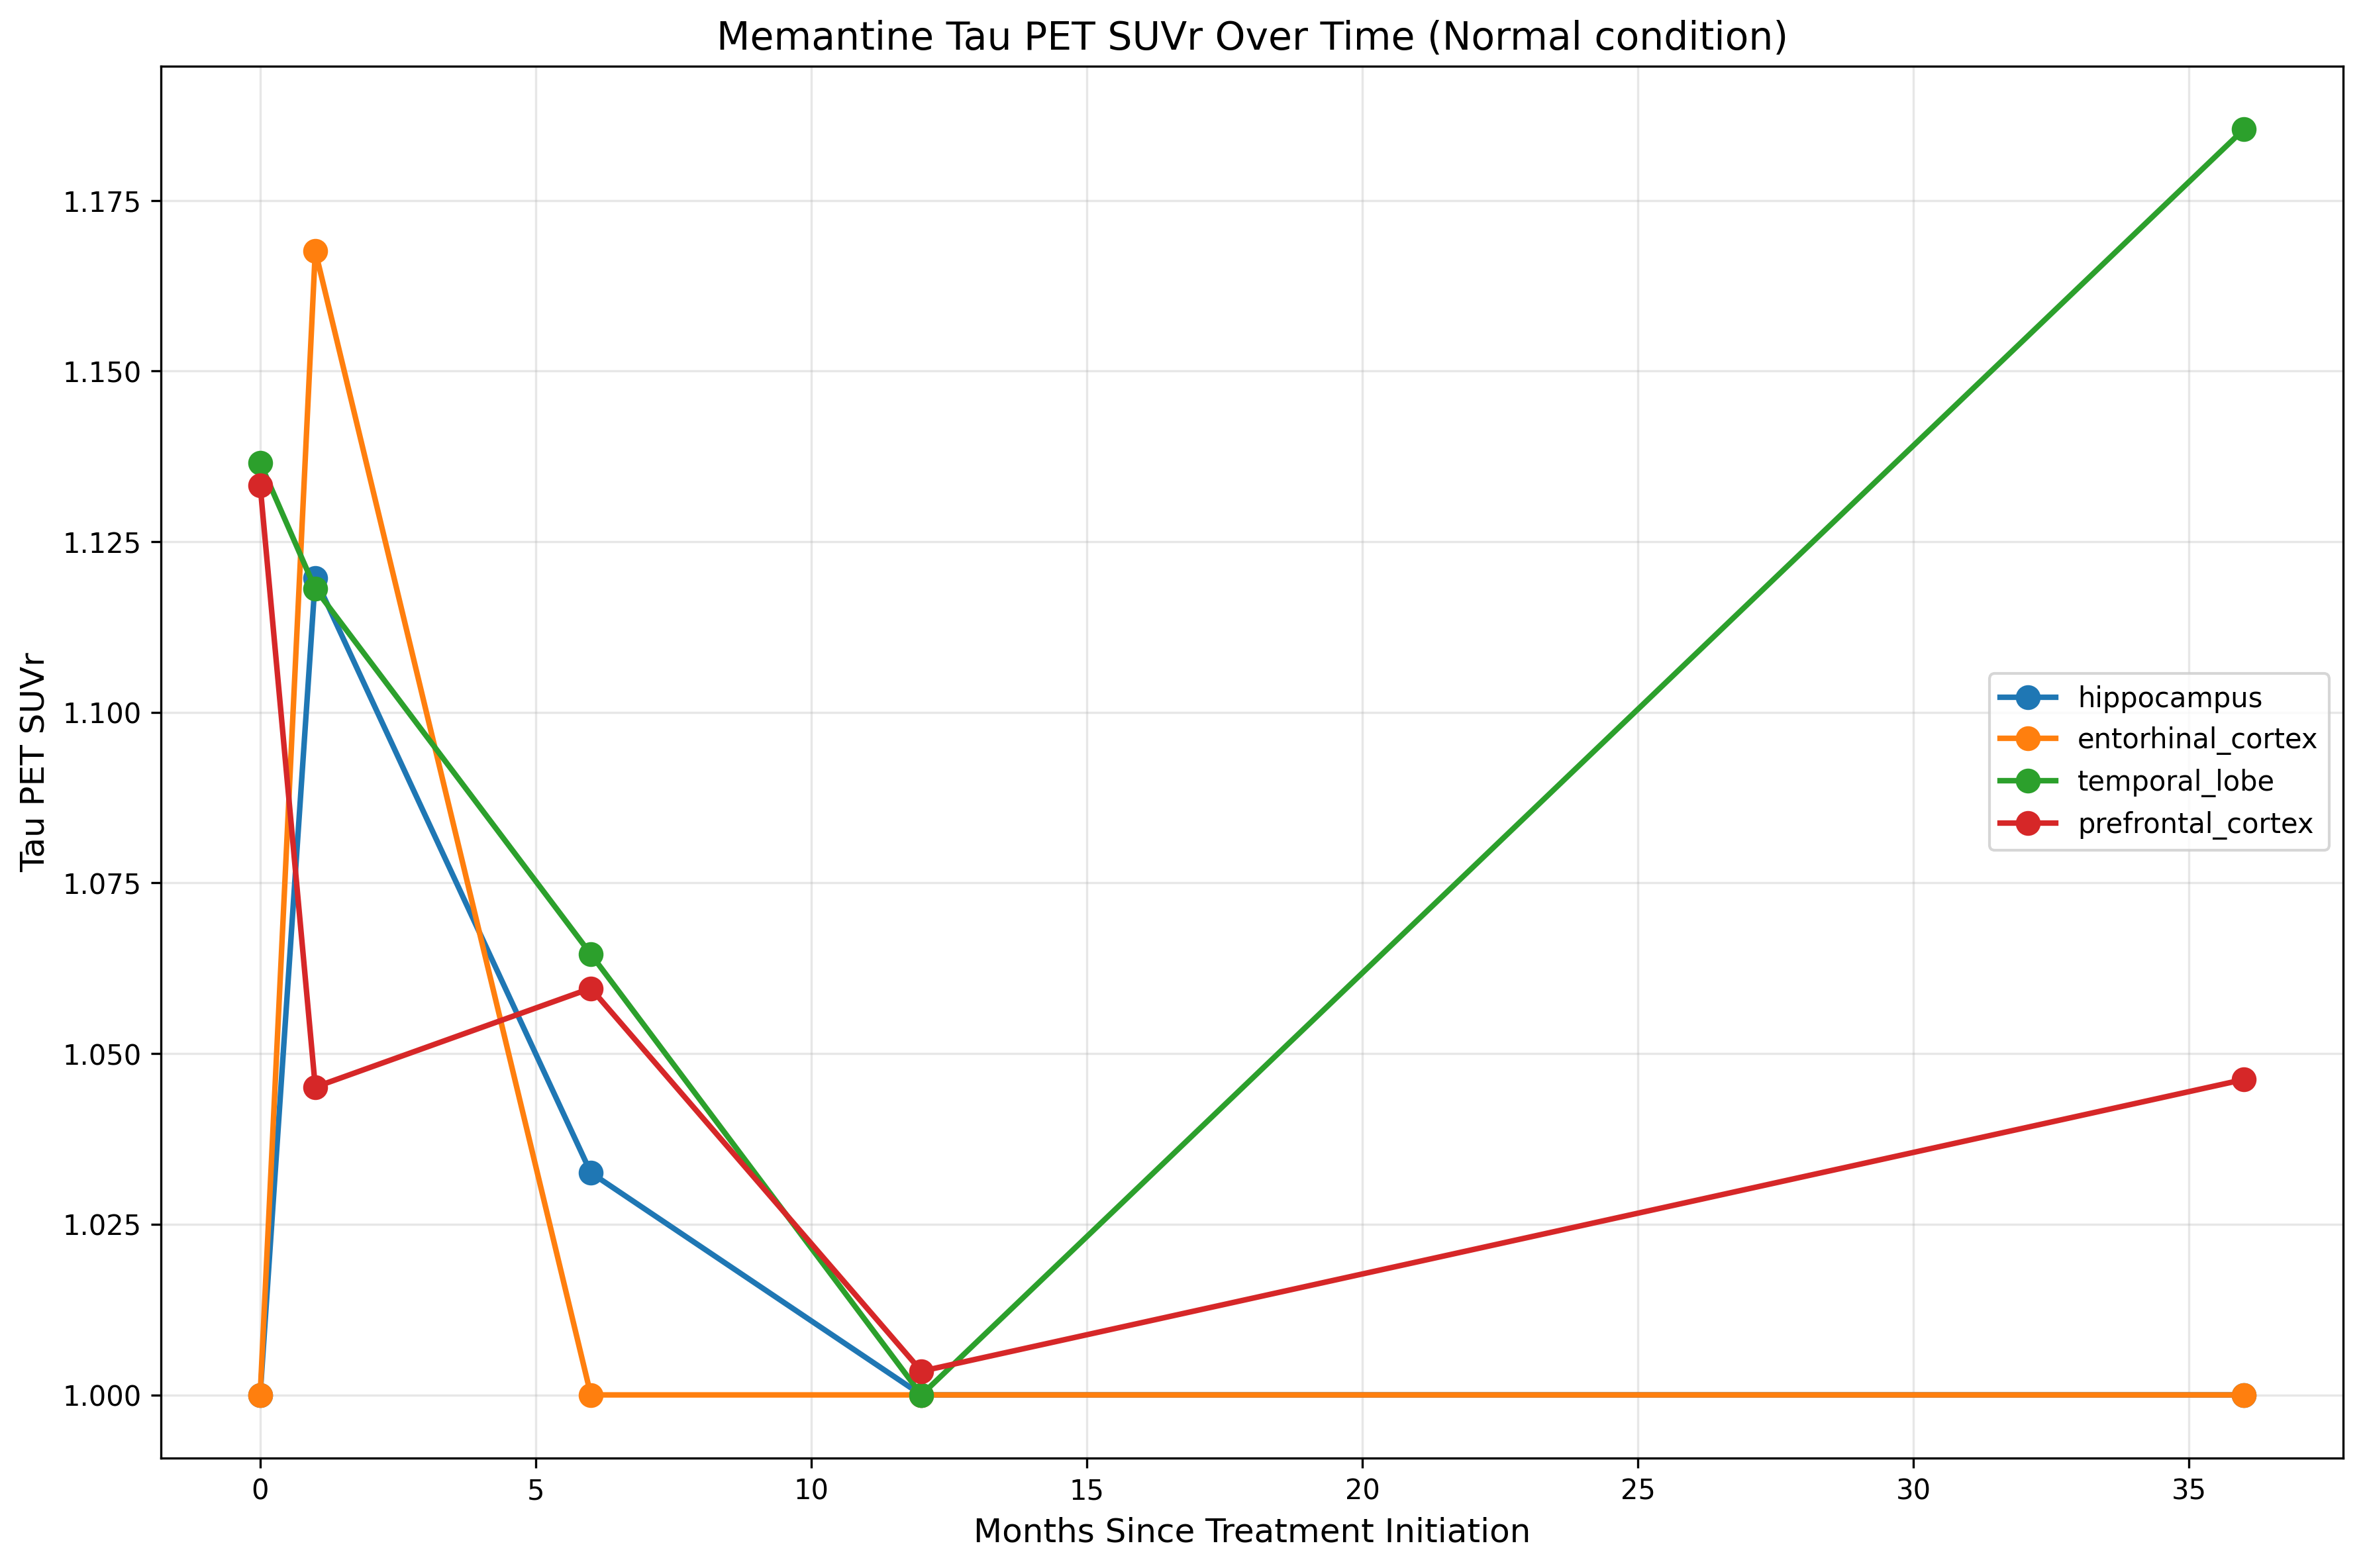 Memantine Tau PET SUVr Over Time (Normal condition)
Tau PET SUVr
1.175
1.150
1.125
1.100
1.075
1.050
1.025
1.000
hippocampus
entorhinal_cortex
temporal_lobe
prefrontal_cortex
0 5 10 15 20 25 30 35
Months Since Treatment Initiation